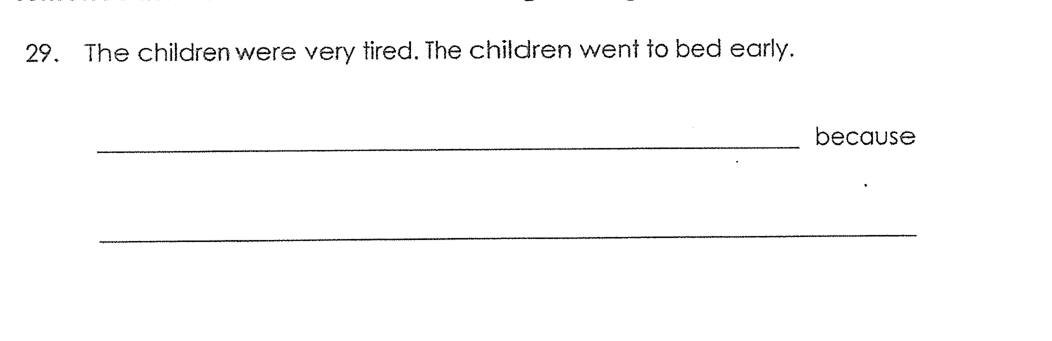 29. The children were very tired. The children went to bed early.
because